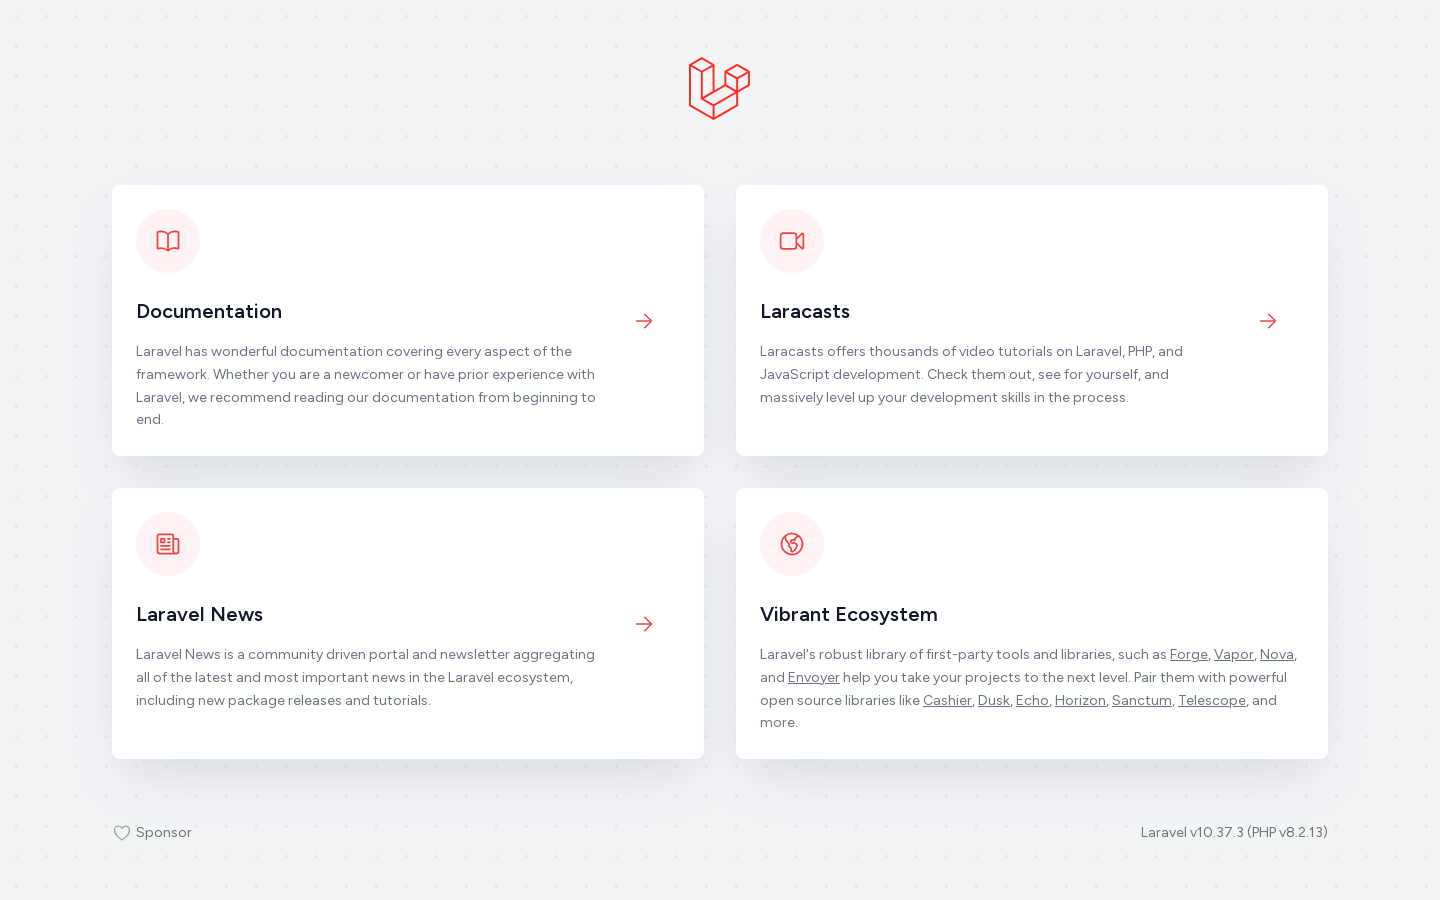 Documentation
Laravel has wonderful documentation covering every aspect of the
framework. Whether you are a newcomer or have prior experience with
Laravel, we recommend reading our documentation from beginning to
end.
Laracasts
Laracasts offers thousands of video tutorials on Laravel, PHP, and
JavaScript development. Check them out, see for yourself, and
massively level up your development skills in the process.
Laravel News
Laravel News is a community driven portal and newsletter aggregating
all of the latest and most important news in the Laravel ecosystem,
including new package releases and tutorials.
Vibrant Ecosystem
Laravel's robust library of first-party tools and libraries, such as Forge, Vapor, Nova,
and Envoyer help you take your projects to the next level. Pair them with powerful
open source libraries like Cashier, Dusk, Echo, Horizon, Sanctum, Telescope, and
more.
Sponsor
Laravel v10.37.3 (PHP v8.2.13)